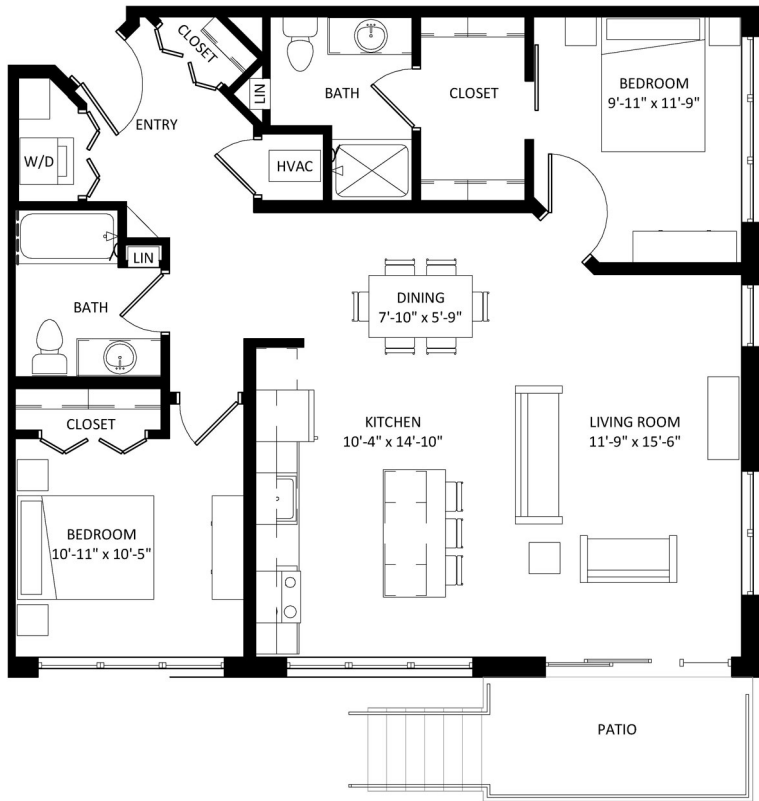 CLOSET
LIN
BATH
CLOSET
BEDROOM
9'-11" x 11'-9"
ENTRY
W/D
HVAC
LIN
BATH
DINING
7'-10" x 5'-9"
CLOSET
KITCHEN
10'-4" x 14'-10"
LIVING ROOM
11'-9" x 15'-6"
BEDROOM
10'-11" x 10'-5"
PATIO